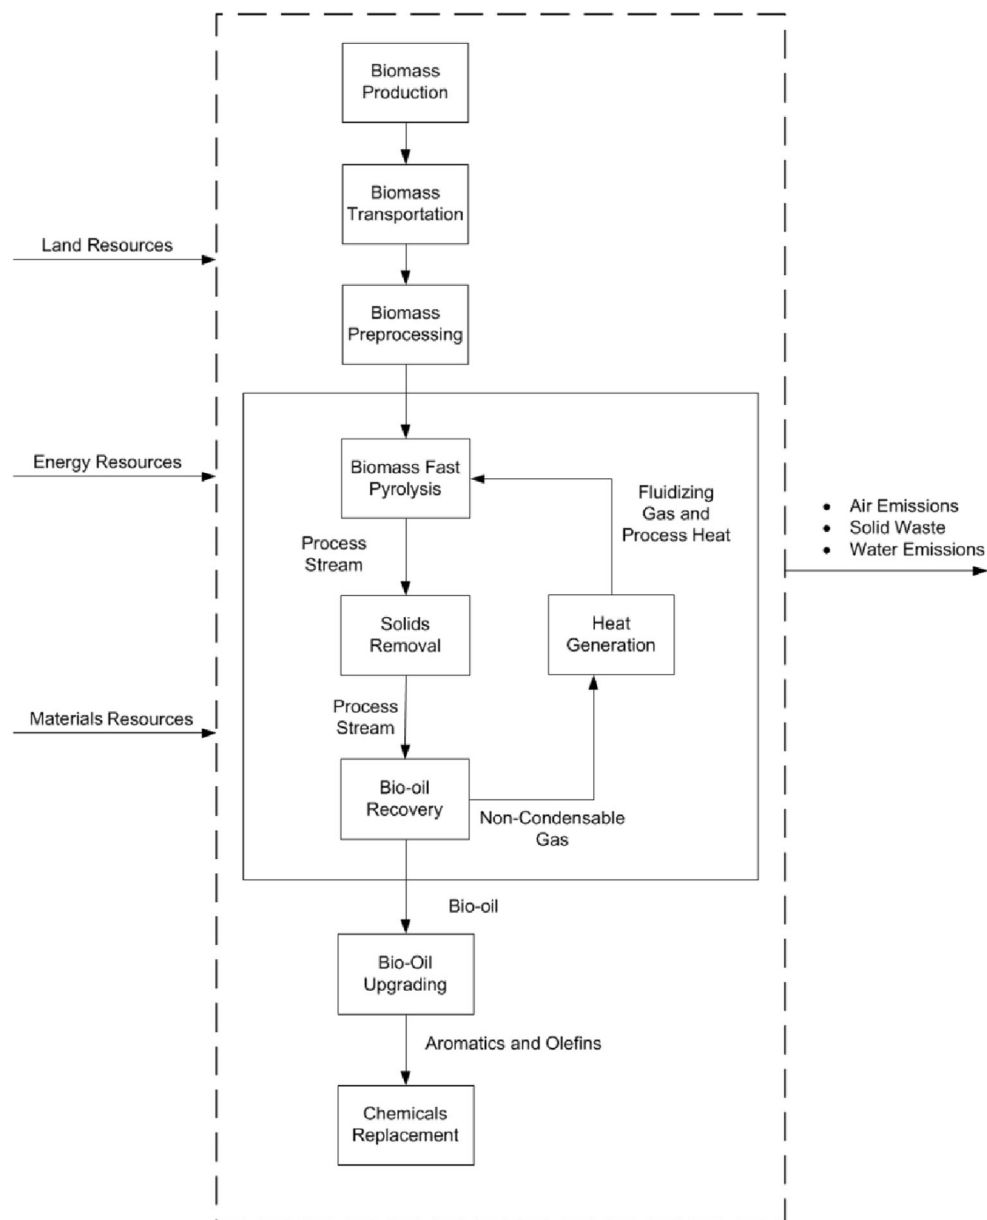 Biomass
Production
Biomass
Transportation
Land Resources
Biomass
Preprocessing
Energy Resources
Biomass Fast
Pyrolysis
Fluidizing
Gas and
Process Heat
• Air Emissions
• Solid Waste
• Water Emissions
Process
Stream
Solids
Removal
Heat
Generation
Materials Resources
Process
Stream
Bio-oil
Recovery
Non-Condensable
Gas
Bio-oil
Bio-Oil
Upgrading
Aromatics and Olefins
Chemicals
Replacement